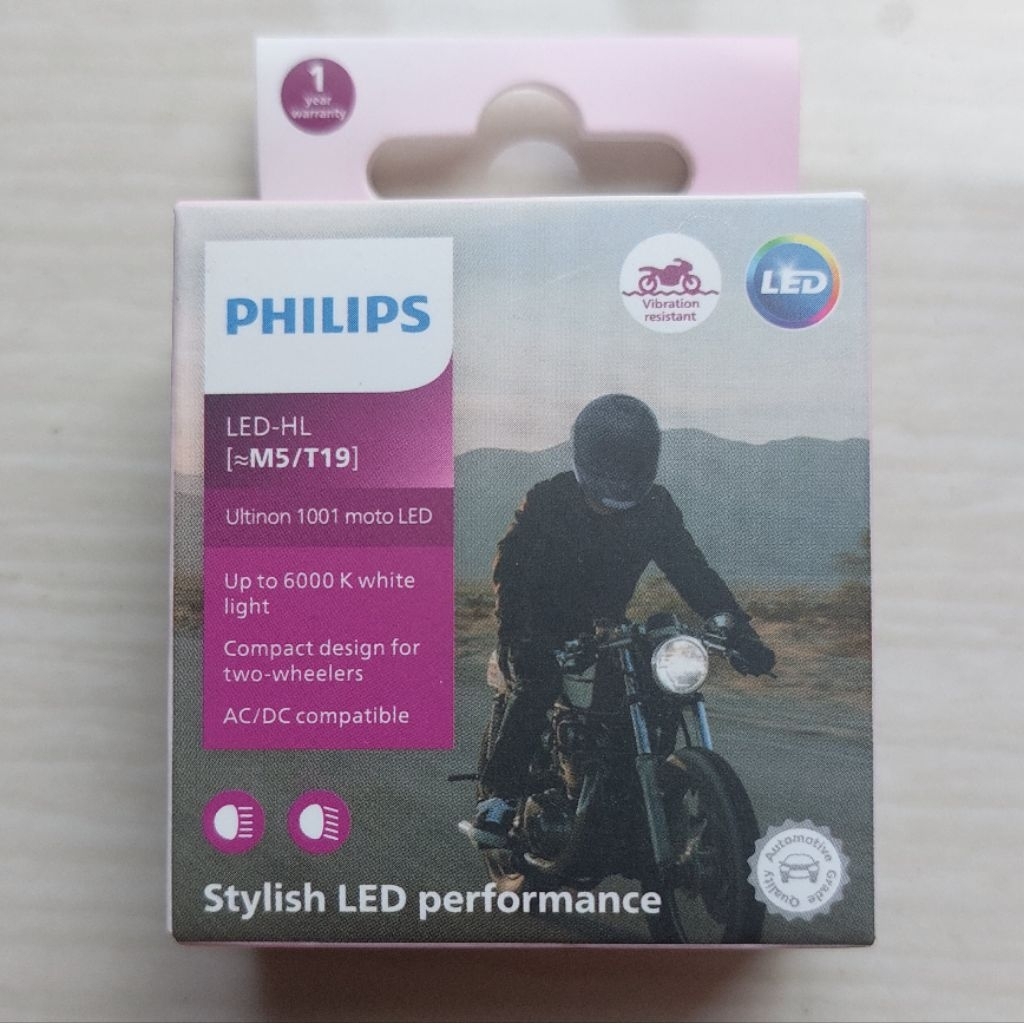 1
year
warranty
PHILIPS
Vibration
resistant
LED
LED-HL
[≈M5/T19]
Ultinon 1001 moto LED
Up to 6000 K white
light
Compact design for
two-wheelers
AC/DC compatible
Stylish LED performance
Automotive Grade Quality